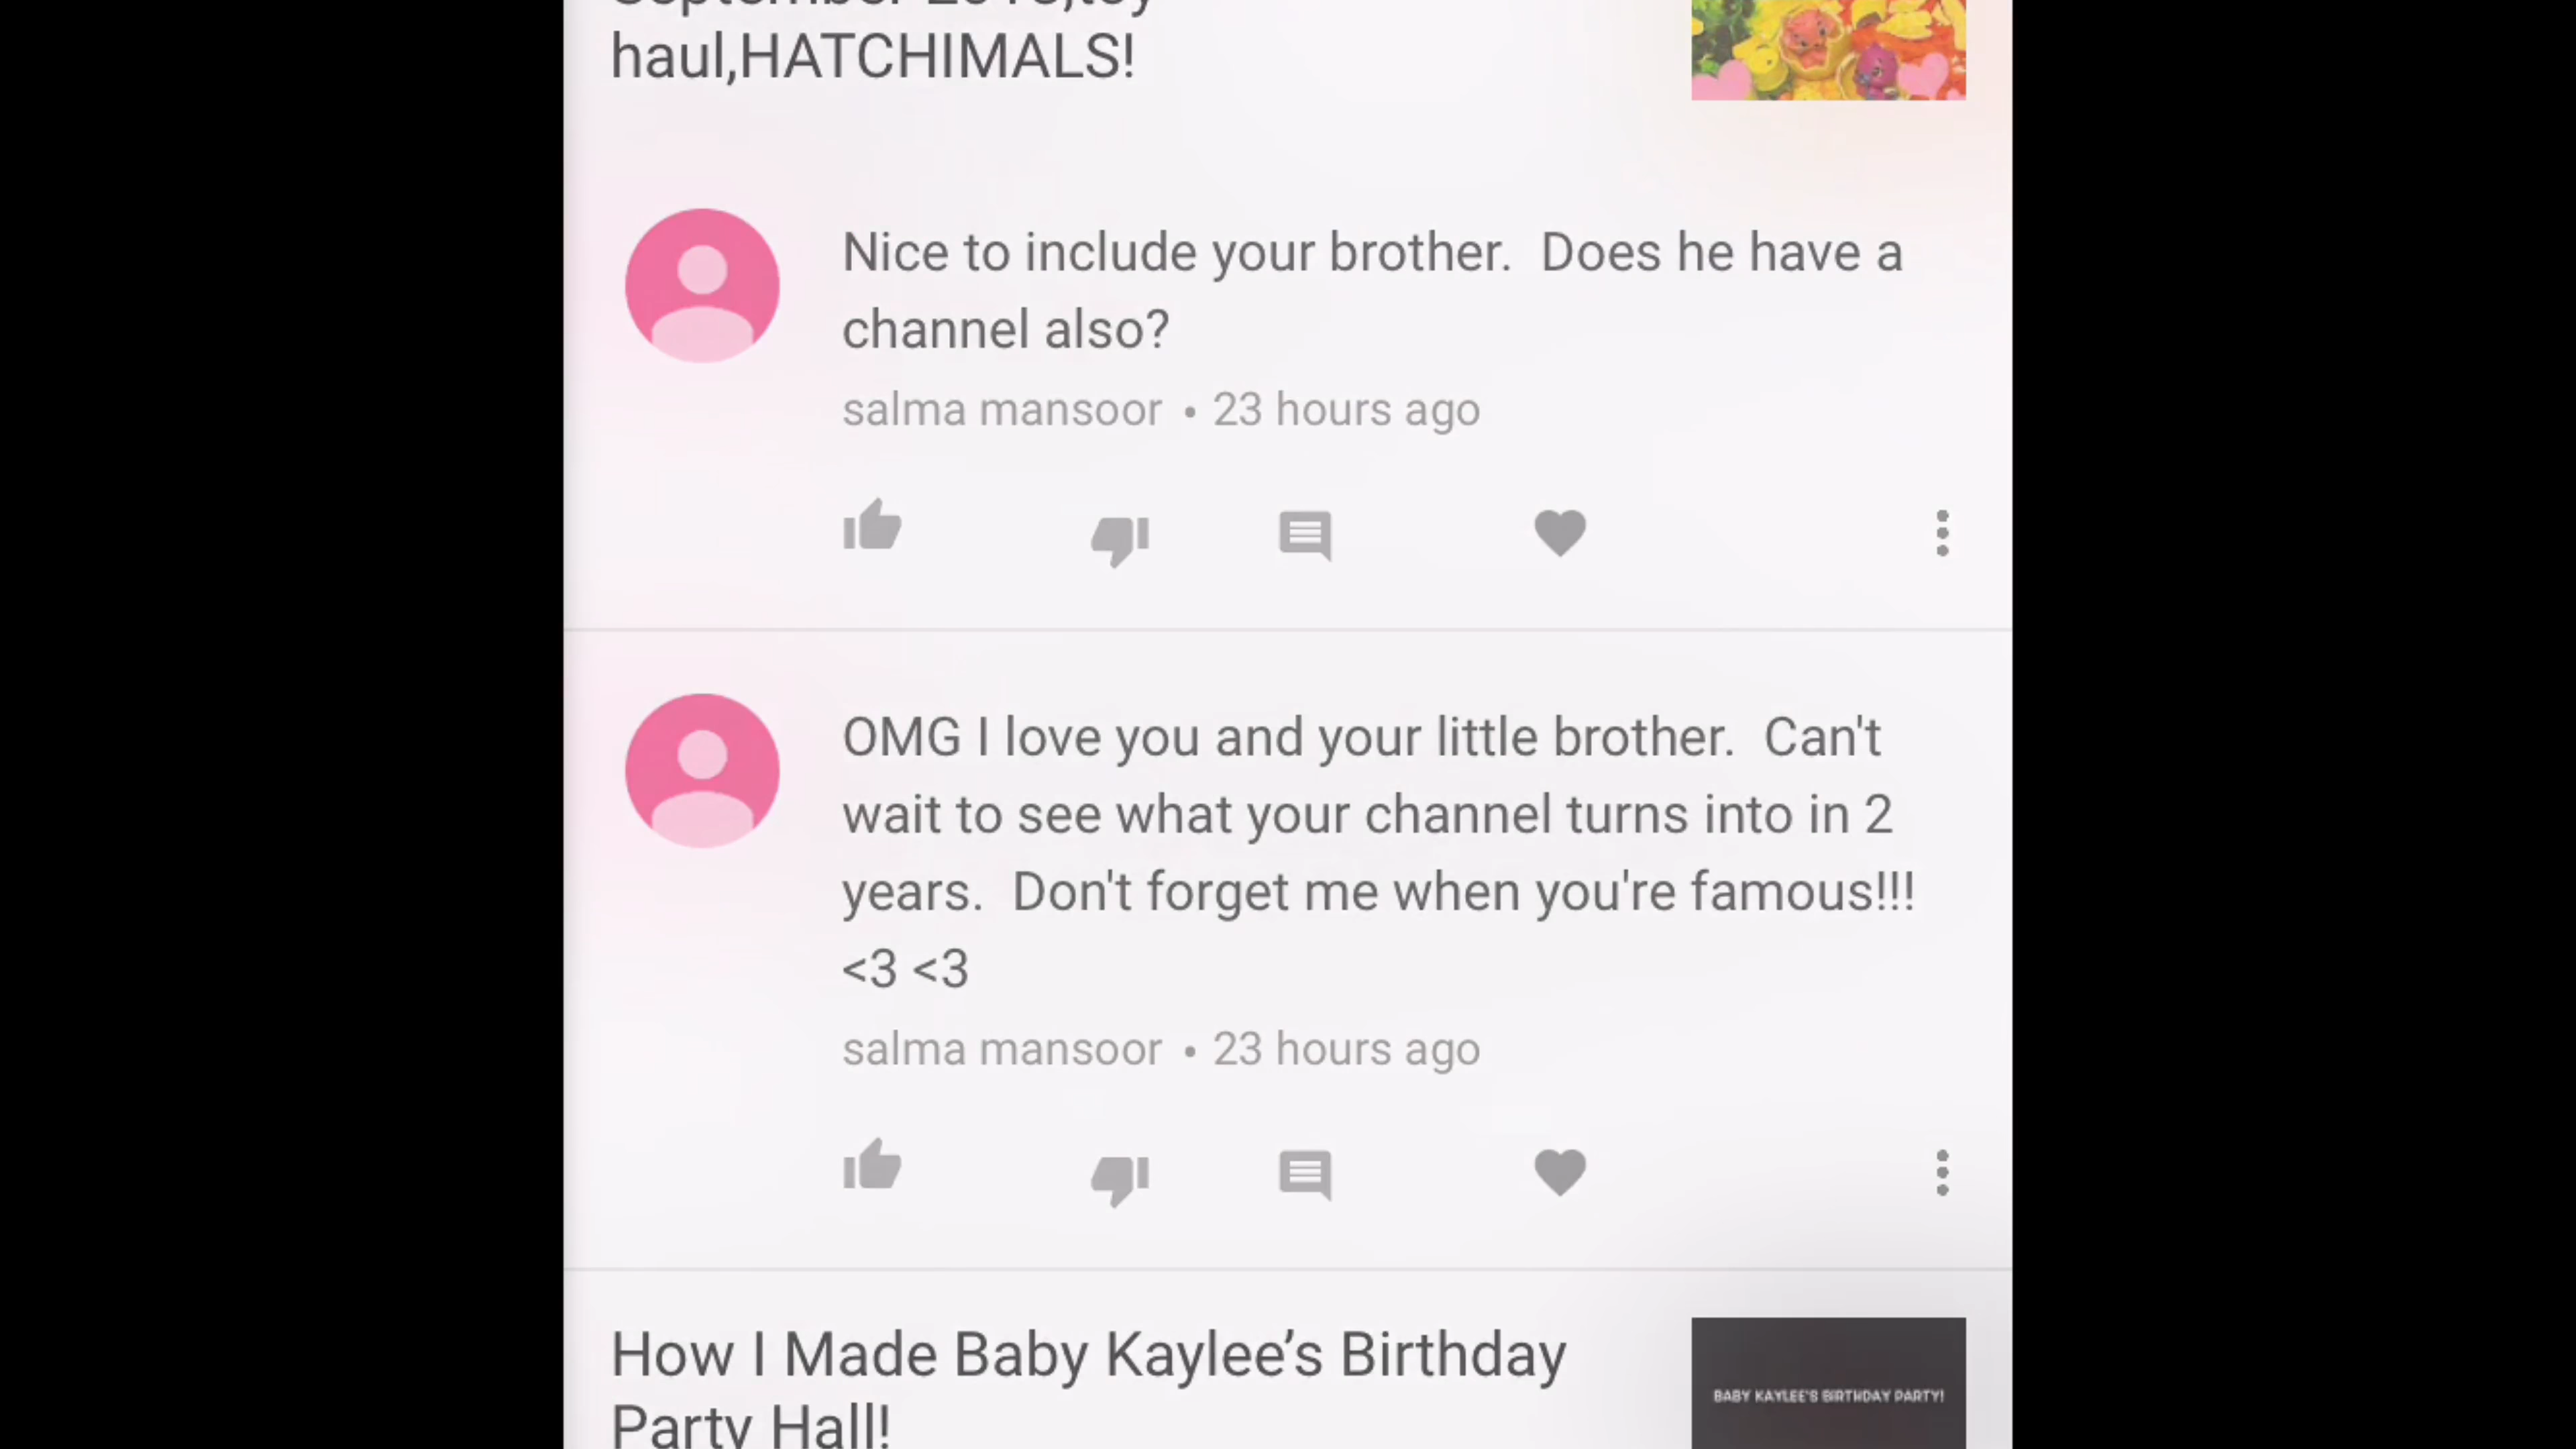 haul,HATCHIMALS!
Nice to include your brother.  Does he have a
channel also?
salma mansoor • 23 hours ago
OMG I love you and your little brother.  Can't
wait to see what your channel turns into in 2
years.  Don't forget me when you're famous!!!
<3 <3
salma mansoor • 23 hours ago
How I Made Baby Kaylee’s Birthday
Party Hall!
BABY KAYLEE'S BIRTHDAY PARTY!